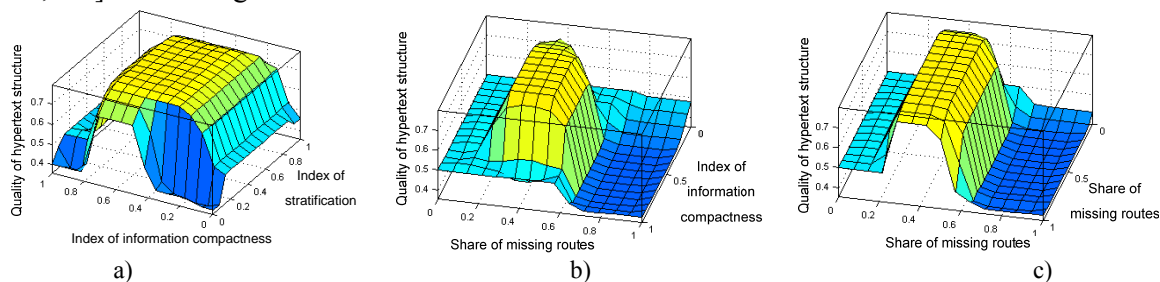 Quality of hypertext structure
0.7
0.6
0.5
0.4
1
0.8
0.6
0.4
0.2
0
0
0.2
0.4
0.6
0.8
1
Index of
stratification
Index of information compactness
a)
Quality of hypertext structure
0.7
0.6
0.5
0.4
0
0.2
0.4
0.6
0.8
1
0
0.5
1
Index of
information
compactness
Share of missing routes
b)
Quality of hypertext structure
0.7
0.6
0.5
0.4
0
0.2
0.4
0.6
0.8
1
0
0.5
1
Share of
missing routes
Share of missing routes
c)